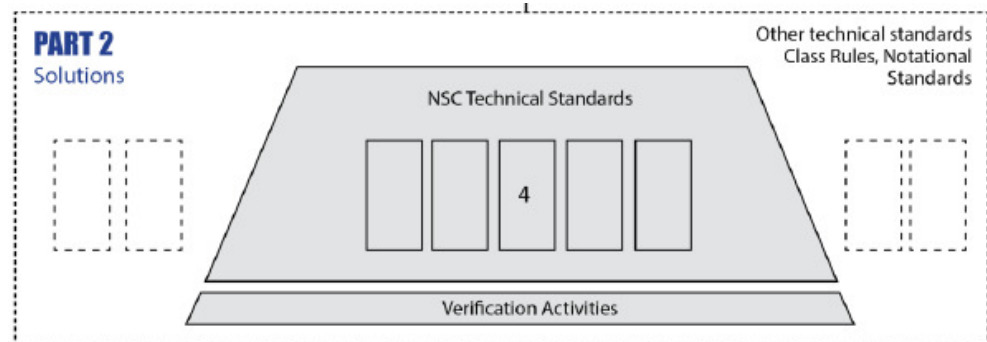 PART 2
Solutions
Other technical standards
Class Rules, Notational
Standards
NSC Technical Standards
4
Verification Activities